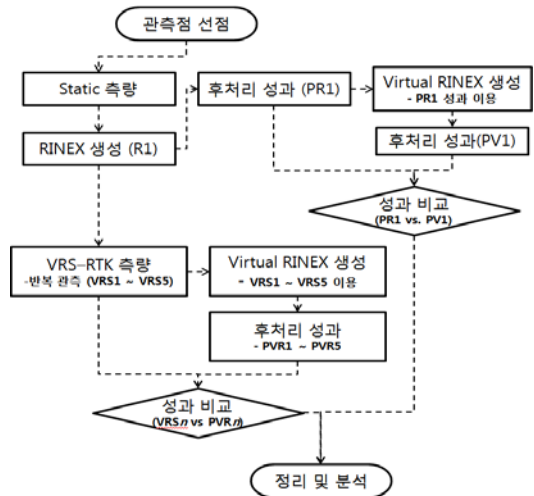 관측점 선점
Static 측량
RINEX 생성 (R1)
후처리 성과 (PR1)
Virtual RINEX 생성
- PR1 성과 이용
후처리 성과(PV1)
성과 비교
(PR1 vs. PV1)
VRS-RTK 측량
-반복 관측 (VRS1 ~ VRS5)
Virtual RINEX 생성
- VRS1 ~ VRS5 이용
후처리 성과
- PVR1 ~ PVR5
성과 비교
(VRSn vs PVRn)
정리 및 분석